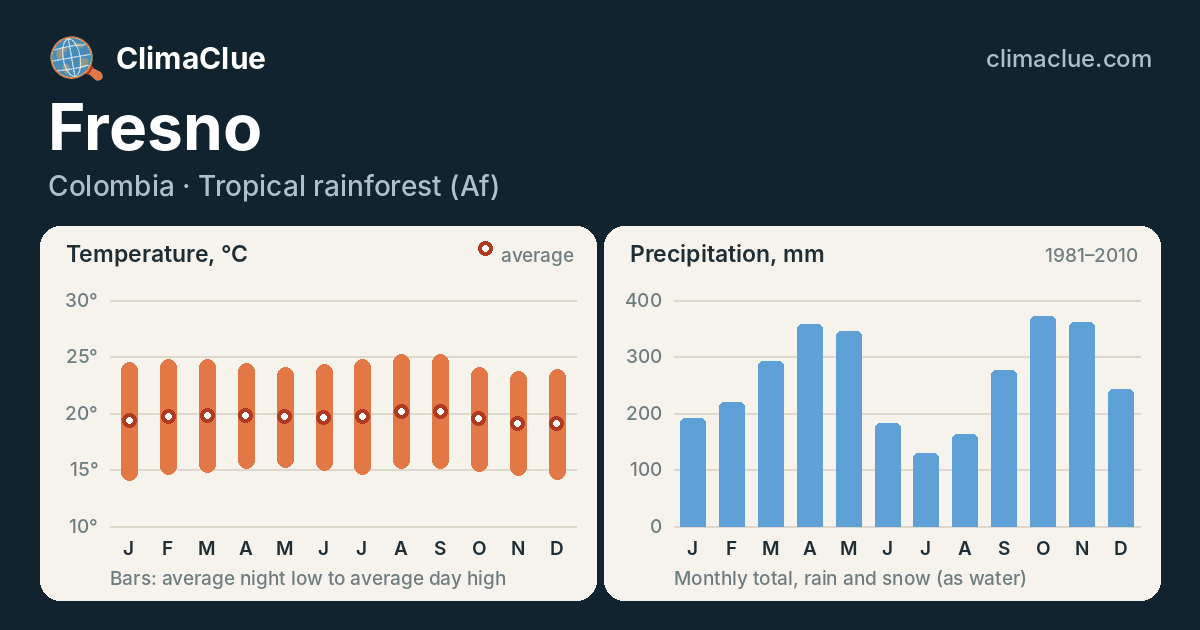 ClimaClue
climaclue.com
Fresno
Colombia · Tropical rainforest (Af)
Temperature, °C
average
30°
25°
20°
15°
10°
J F M A M J J A S O N D
Bars: average night low to average day high
Precipitation, mm
1981–2010
400
300
200
100
0
J F M A M J J A S O N D
Monthly total, rain and snow (as water)